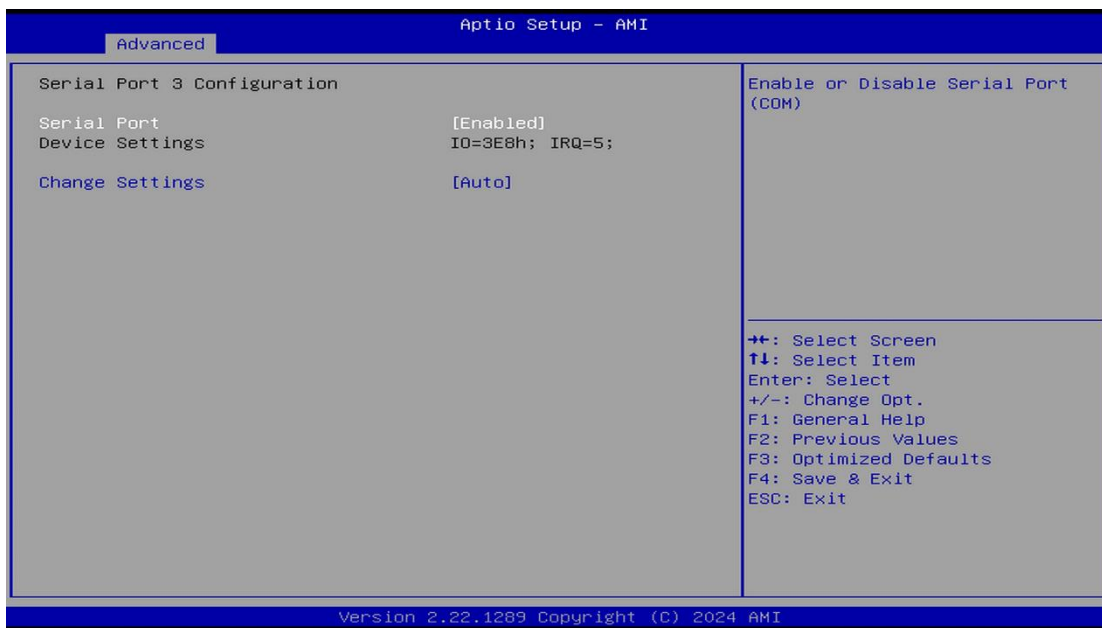 Aptio Setup - AMI
Advanced
Serial Port 3 Configuration
Serial Port [Enabled]
Device Settings IO=3E8h; IRQ=5;
Change Settings [Auto]
Enable or Disable Serial Port
(COM)
→←: Select Screen
↑↓: Select Item
Enter: Select
+/-: Change Opt.
F1: General Help
F2: Previous Values
F3: Optimized Defaults
F4: Save & Exit
ESC: Exit
Version 2.22.1289 Copyright (C) 2024 AMI